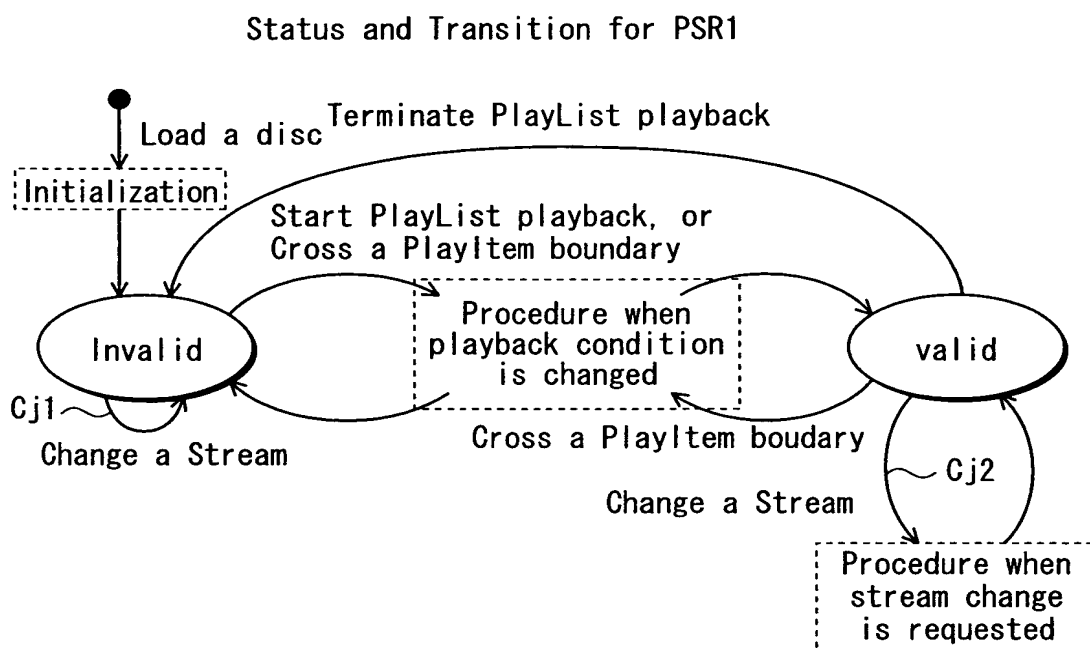 Status and Transition for PSR1
Load a disc
Terminate PlayList playback
Initialization
Start PlayList playback, or
Cross a PlayItem boundary
Invalid
Procedure when
playback condition
is changed
valid
Cj1
Change a Stream
Cross a PlayItem boudary
Cj2
Change a Stream
Procedure when
stream change
is requested